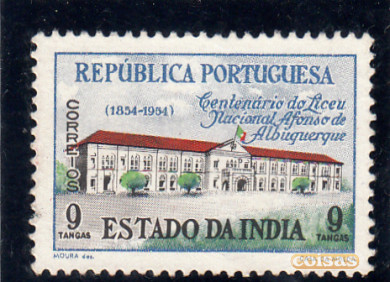 REPÚBLICA PORTUGUESA
(1854-1954)
Centenário do Liceu
Nacional Afonso de
Albuquerque
CORREIOS
9
TANGAS
ESTADO DA INDIA
9
TANGAS
MOURA des.
coisas